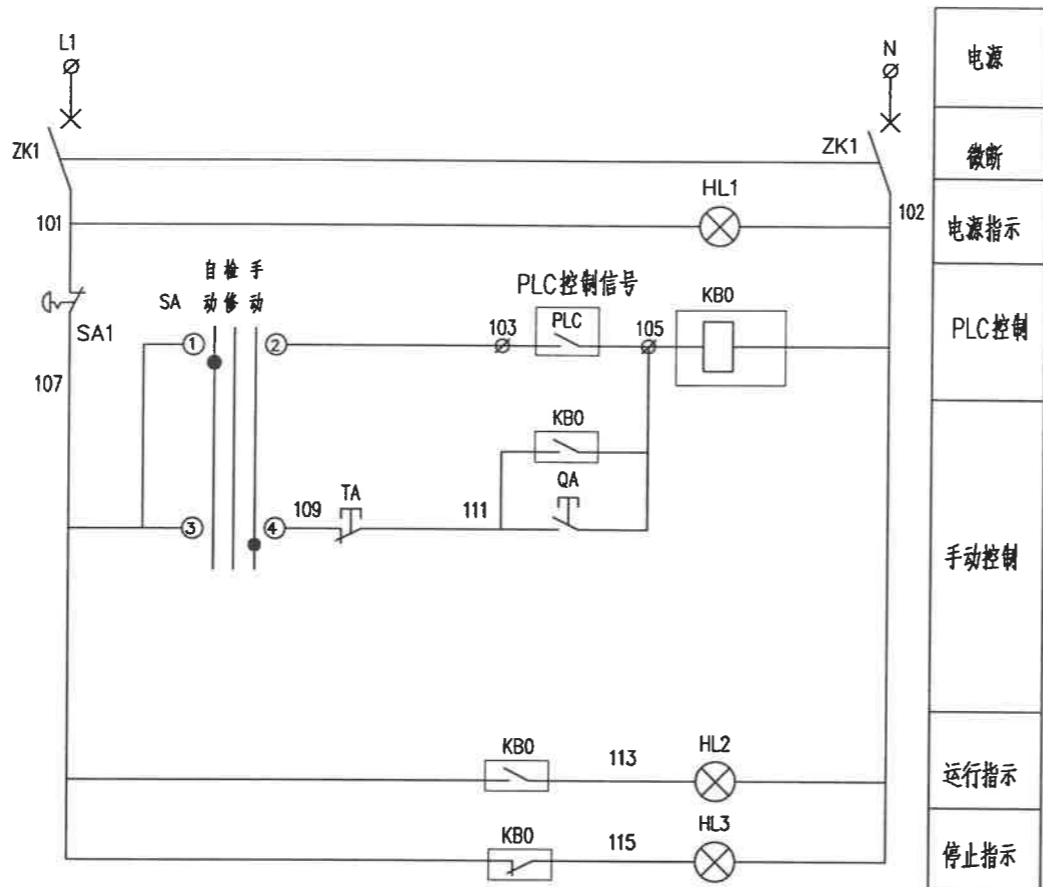 L1
N
电源
ZK1
ZK1
微断
HL1
101
102
电源指示
自动
检修
手动
SA
SA1
PLC控制信号
KB0
PLC
103
105
①
②
PLC控制
107
KB0
TA
QA
109
111
③
④
手动控制
KB0
113
HL2
运行指示
KB0
115
HL3
停止指示